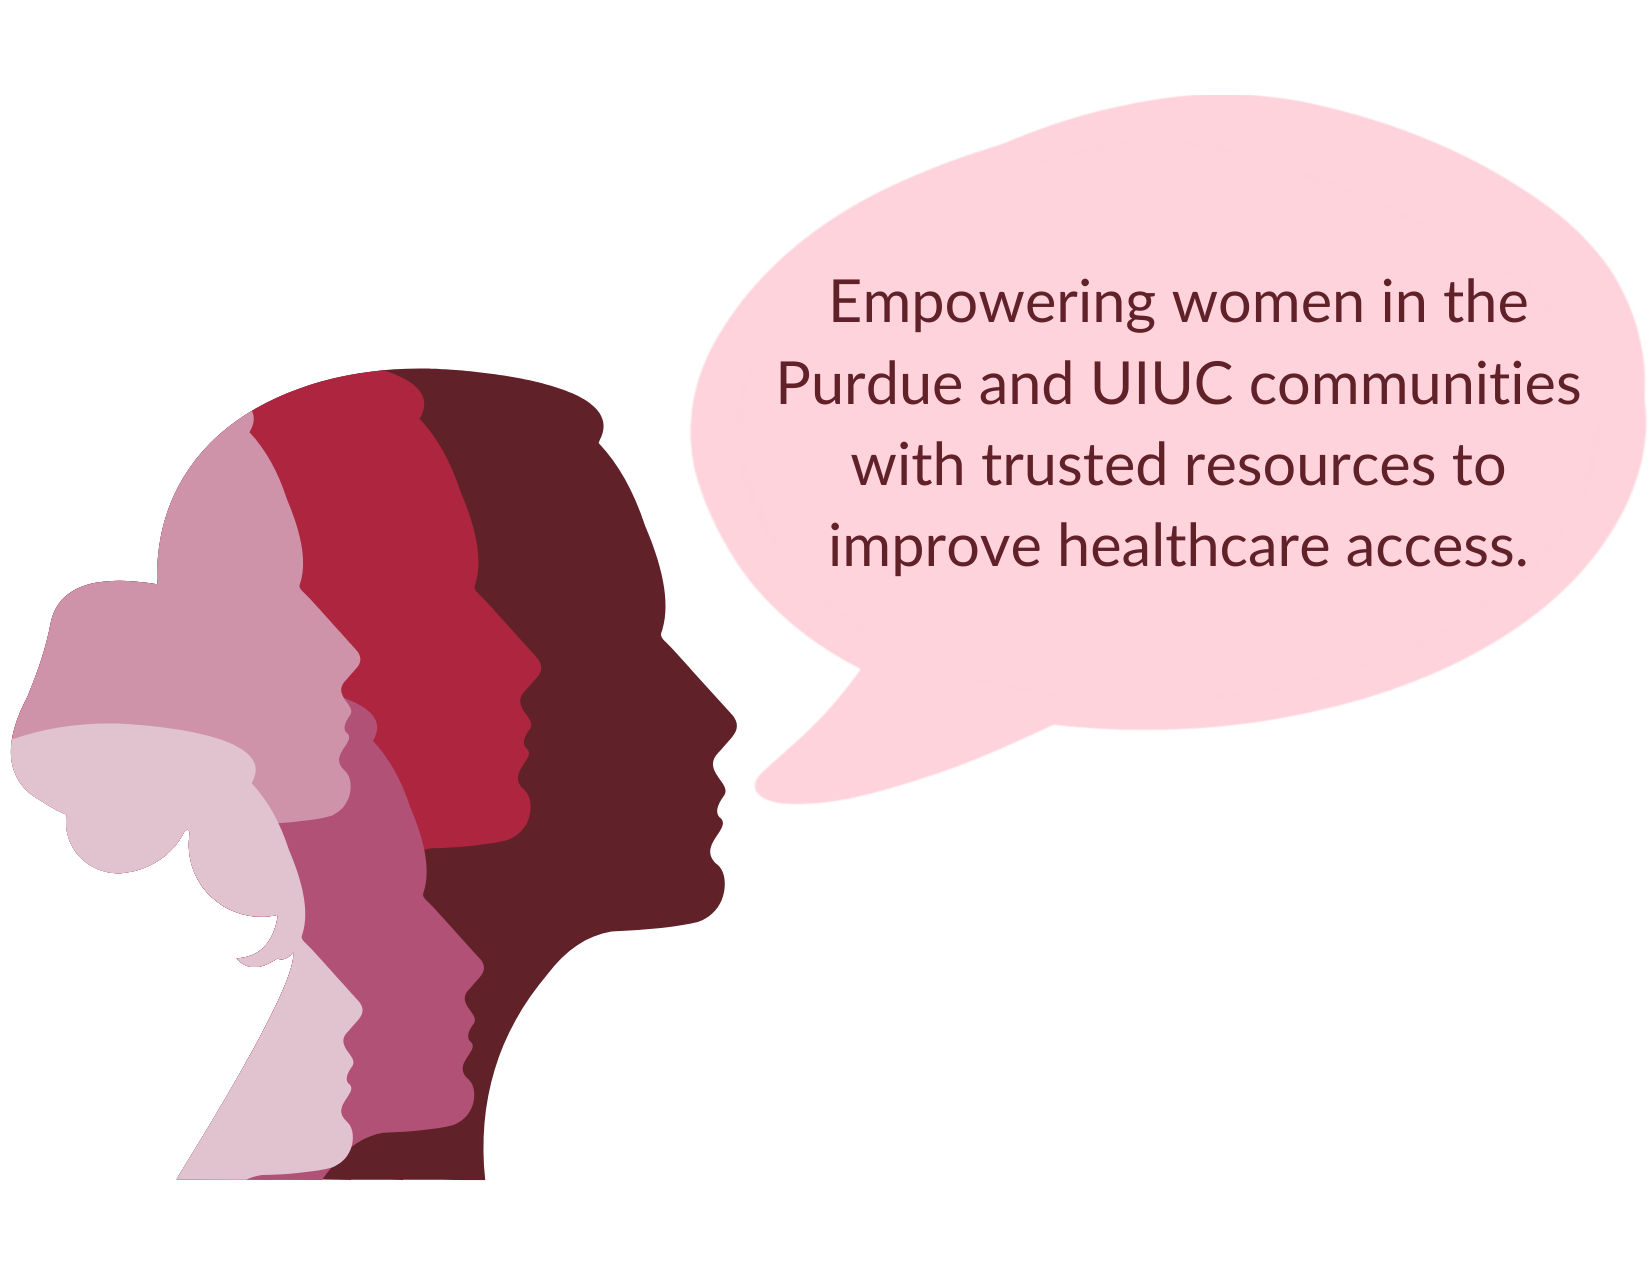 Empowering women in the
Purdue and UIUC communities
with trusted resources to
improve healthcare access.